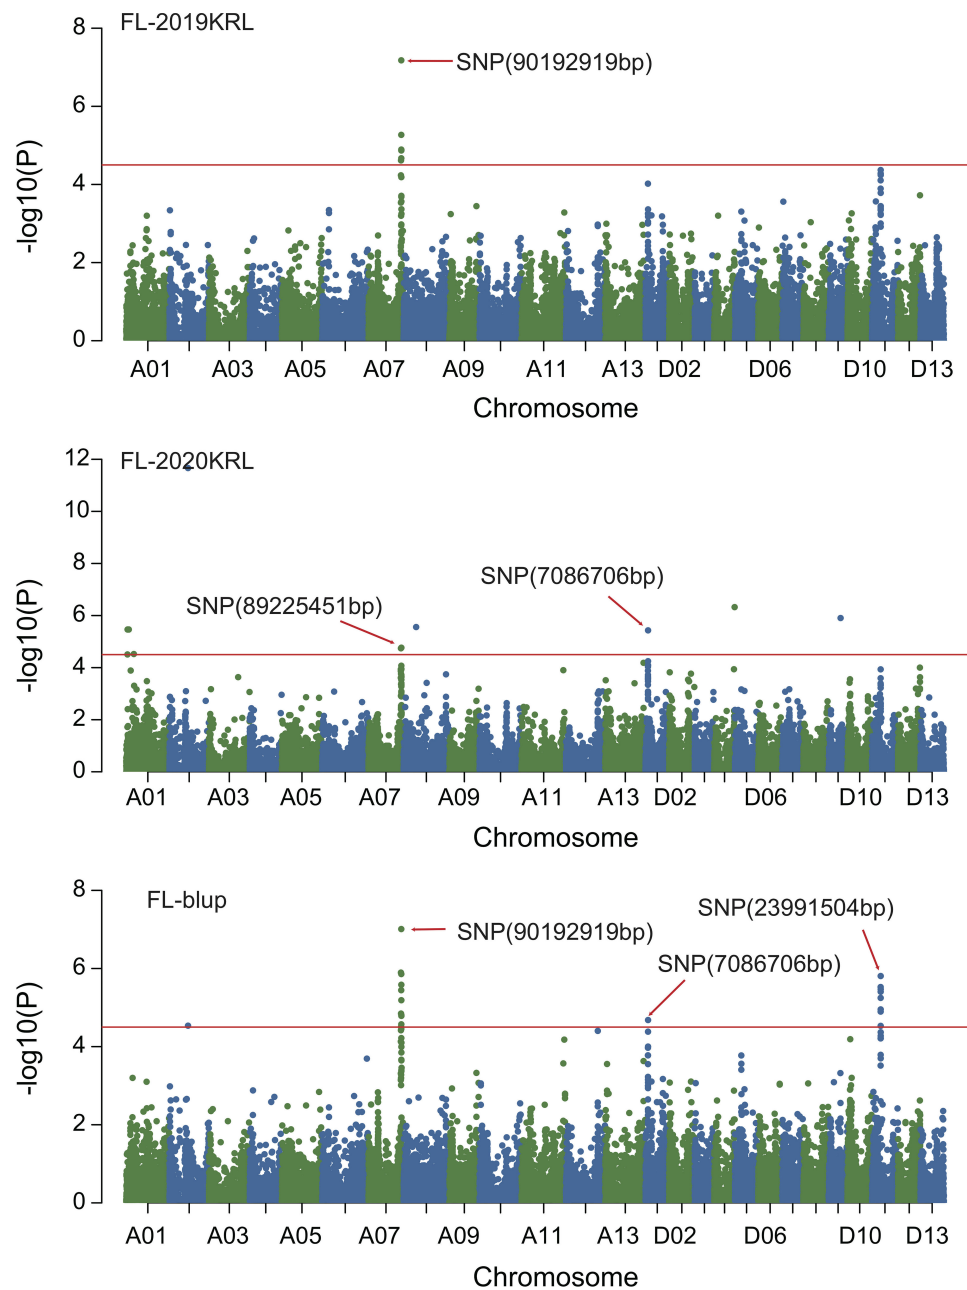 FL-2019KRL
8
SNP(90192919bp)
6
4
2
0
-log10(P)
A01 A03 A05 A07 A09 A11 A13 D02 D06 D10 D13
Chromosome
FL-2020KRL
12
10
8
SNP(7086706bp)
SNP(89225451bp)
6
4
2
0
-log10(P)
A01 A03 A05 A07 A09 A11 A13 D02 D06 D10 D13
Chromosome
8
FL-blup
SNP(23991504bp)
SNP(90192919bp)
SNP(7086706bp)
6
4
2
0
-log10(P)
A01 A03 A05 A07 A09 A11 A13 D02 D06 D10 D13
Chromosome